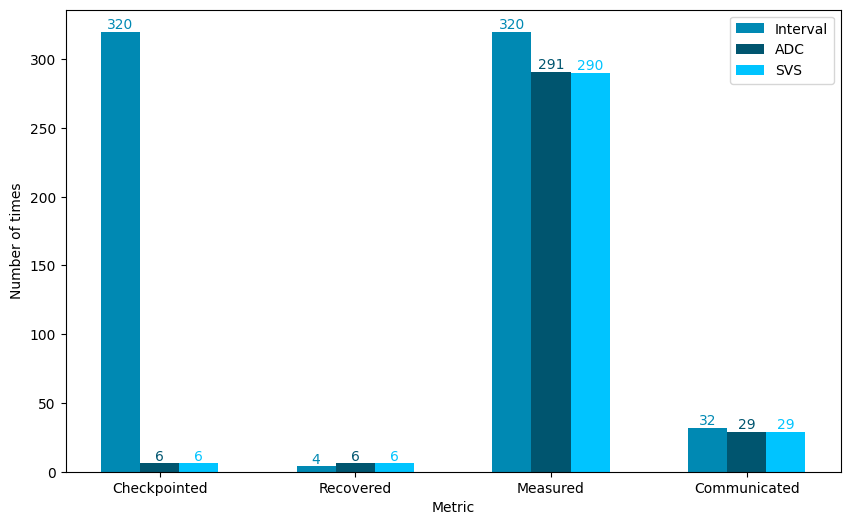 Number of times
300
250
200
150
100
50
0
320
6
6
4
6
6
320
291
290
32
29
29
Checkpointed
Recovered
Measured
Communicated
Metric
Interval
ADC
SVS